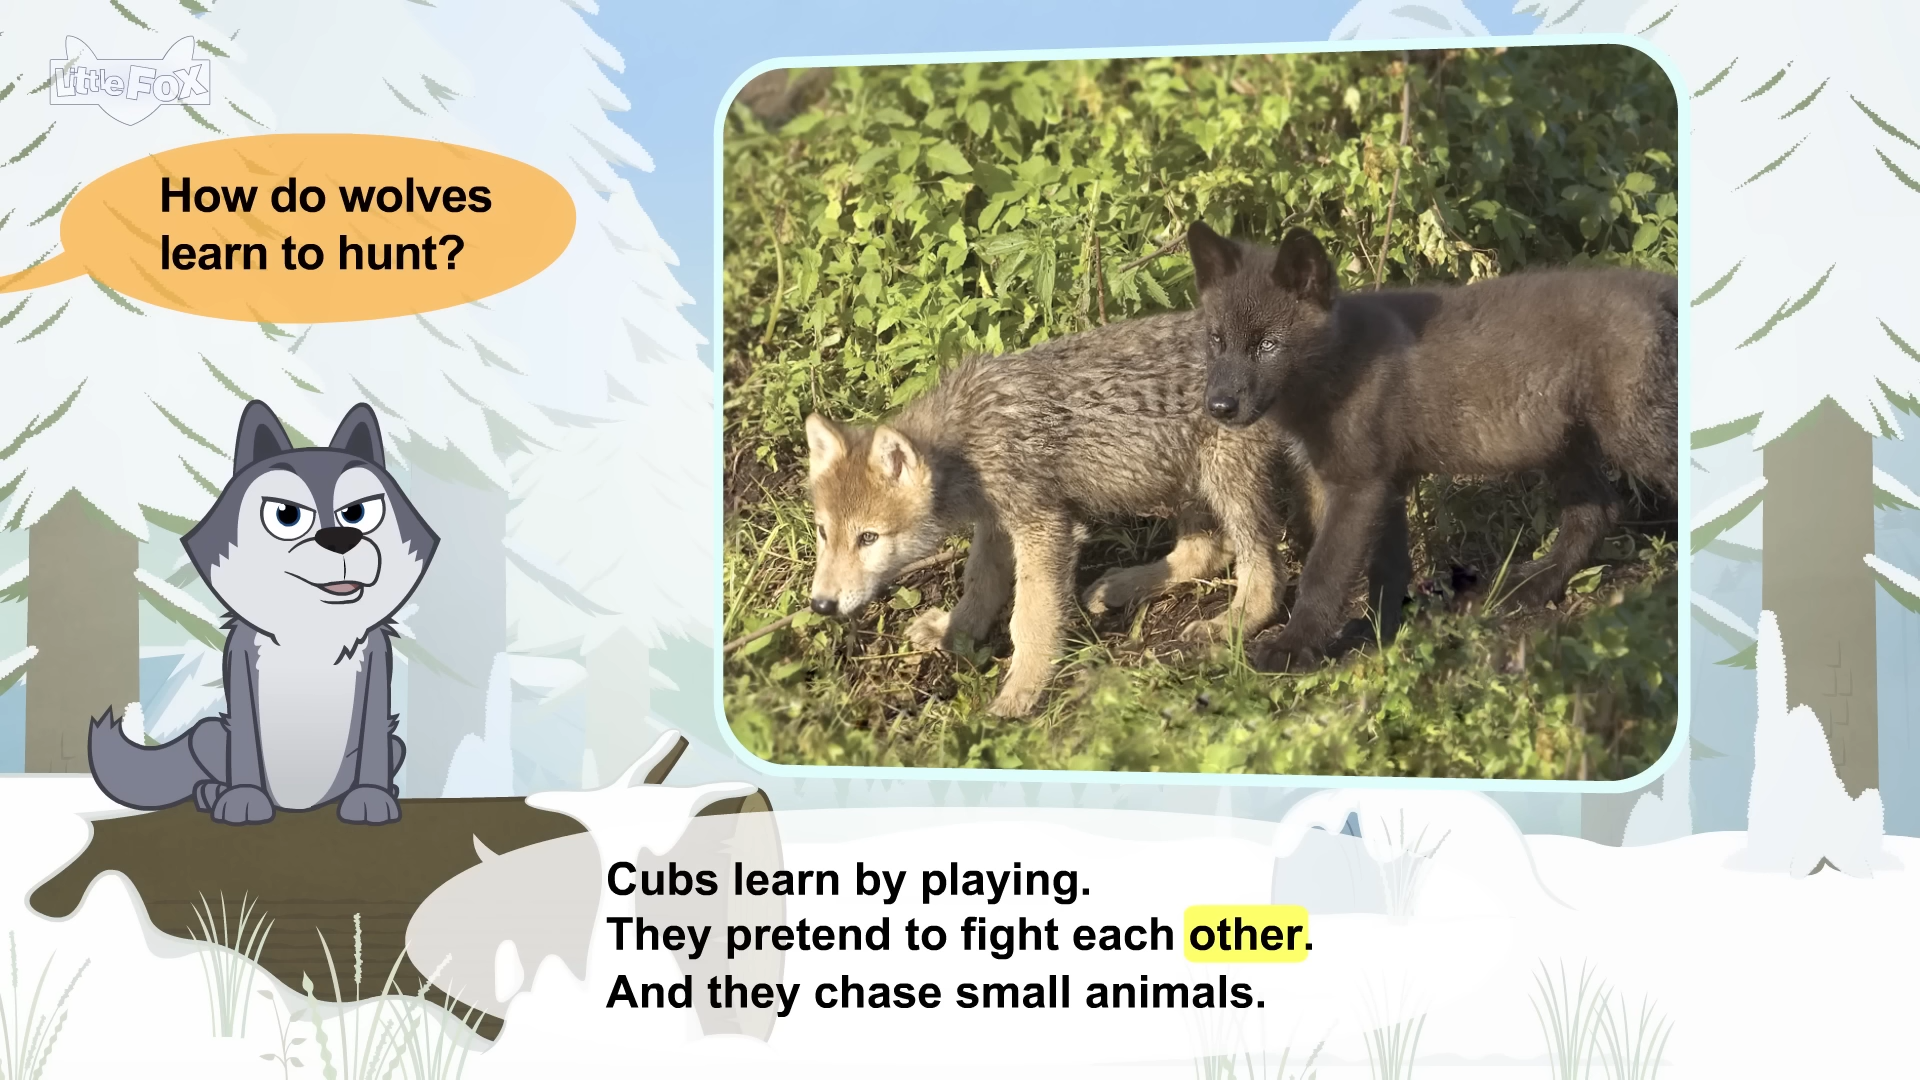 Little Fox
How do wolves
learn to hunt?
Cubs learn by playing.
They pretend to fight each other.
And they chase small animals.